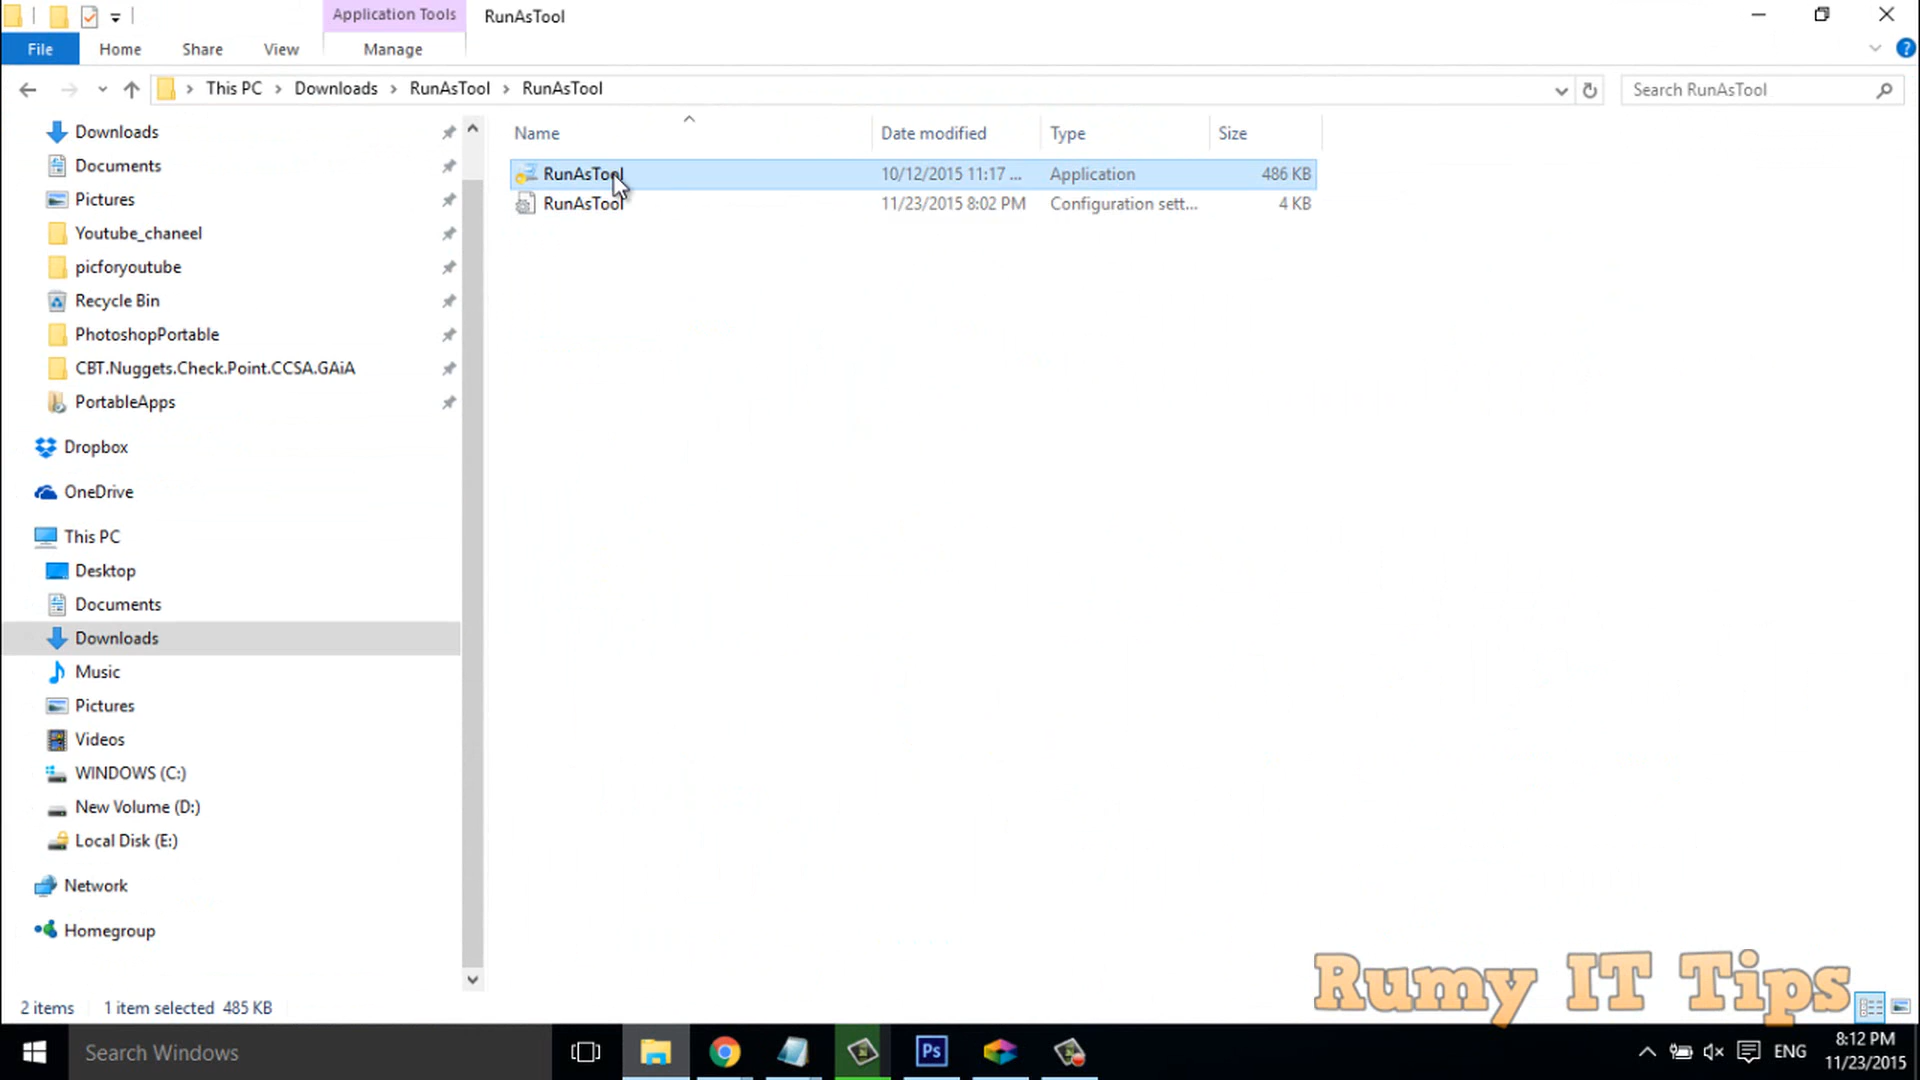 Application Tools
RunAsTool
File
Home
Share
View
Manage
This PC
Downloads
RunAsTool
RunAsTool
Search RunAsTool
Downloads
Documents
Pictures
Youtube_chaneel
picforyoutube
Recycle Bin
PhotoshopPortable
CBT.Nuggets.Check.Point.CCSA.GAiA
PortableApps
Dropbox
OneDrive
This PC
Desktop
Documents
Downloads
Music
Pictures
Videos
WINDOWS (C:)
New Volume (D:)
Local Disk (E:)
Network
Homegroup
Name Date modified Type Size
RunAsTool 10/12/2015 11:17 ... Application 486 KB
RunAsTool 11/23/2015 8:02 PM Configuration sett... 4 KB
2 items 1 item selected 485 KB
Rumy IT Tips
Search Windows
Ps
ENG
8:12 PM
11/23/2015